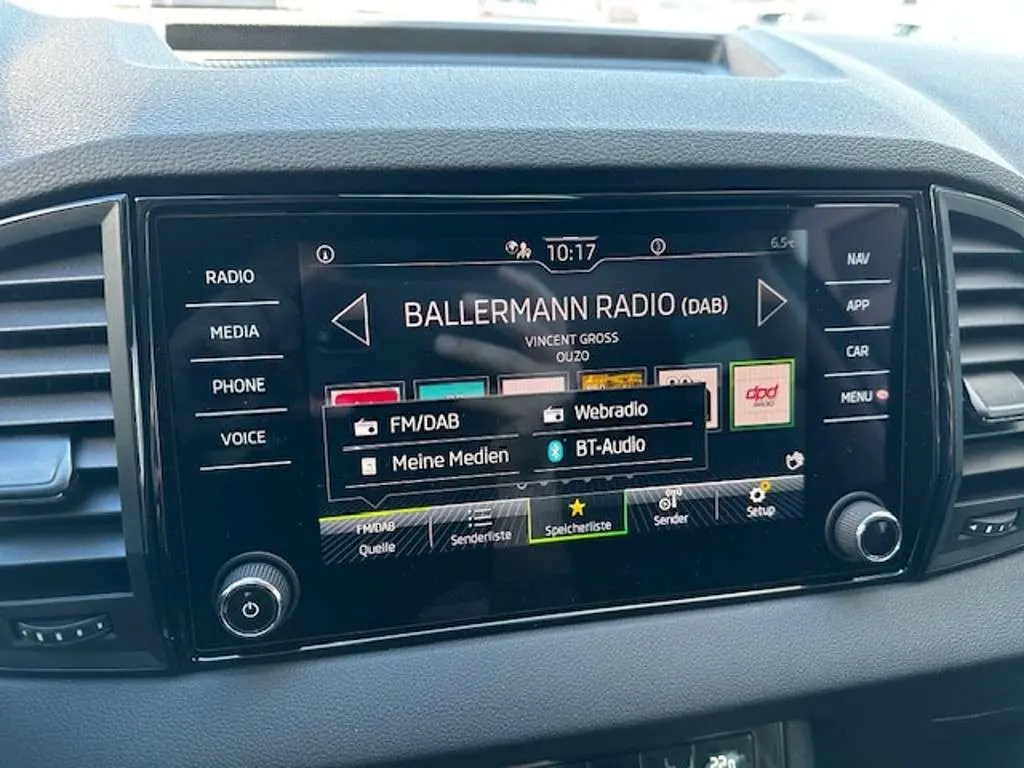 10:17
6.5°C
RADIO
MEDIA
PHONE
VOICE
NAV
APP
CAR
MENU
BALLERMANN RADIO (DAB)
VINCENT GROSS
OUZO
dpd
RADIO
FM/DAB
Webradio
Meine Medien
BT-Audio
FM/DAB
Quelle
Senderliste
Speicherliste
Sender
Setup